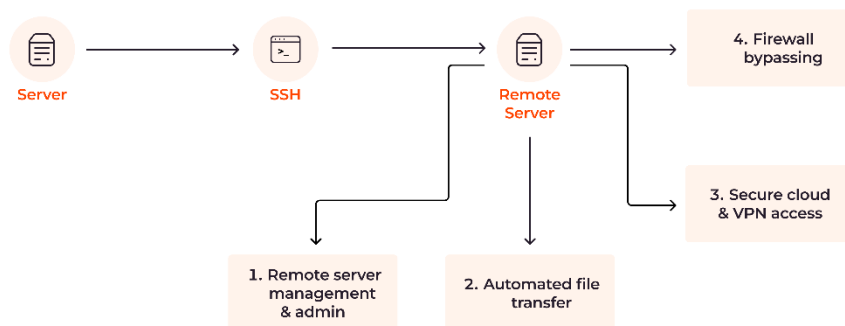 Server
SSH
Remote
Server
4. Firewall
bypassing
3. Secure cloud
& VPN access
1. Remote server
management
& admin
2. Automated file
transfer
>_